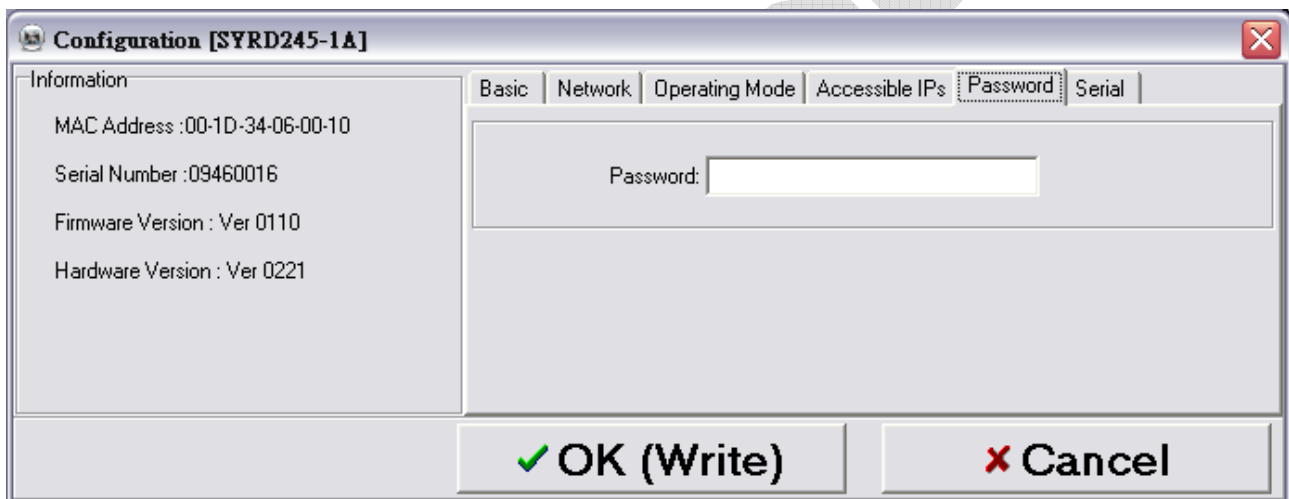 Configuration [SYRD245-1A]
Information
MAC Address :00-1D-34-06-00-10
Serial Number :09460016
Firmware Version : Ver 0110
Hardware Version : Ver 0221
Basic Network Operating Mode Accessible IPs Password Serial
Password:
OK (Write) Cancel